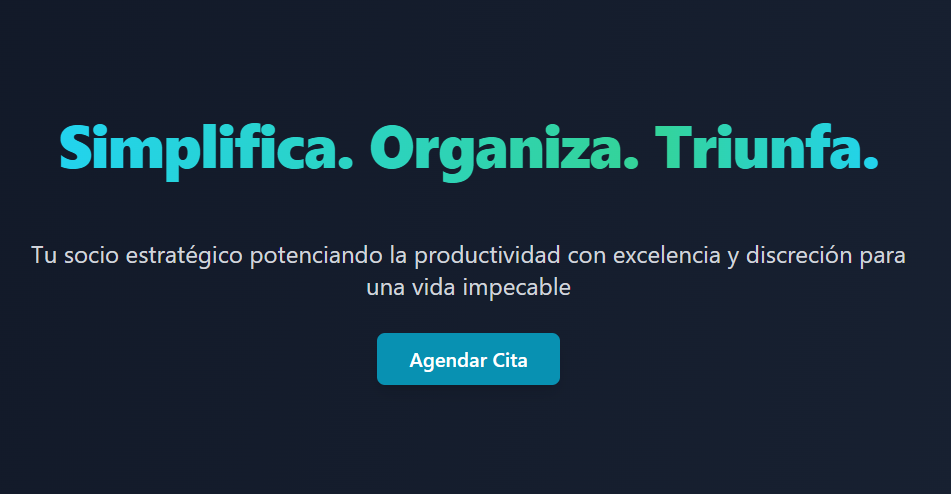 Simplifica. Organiza. Triunfa.
Tu socio estratégico potenciando la productividad con excelencia y discreción para
una vida impecable
Agendar Cita